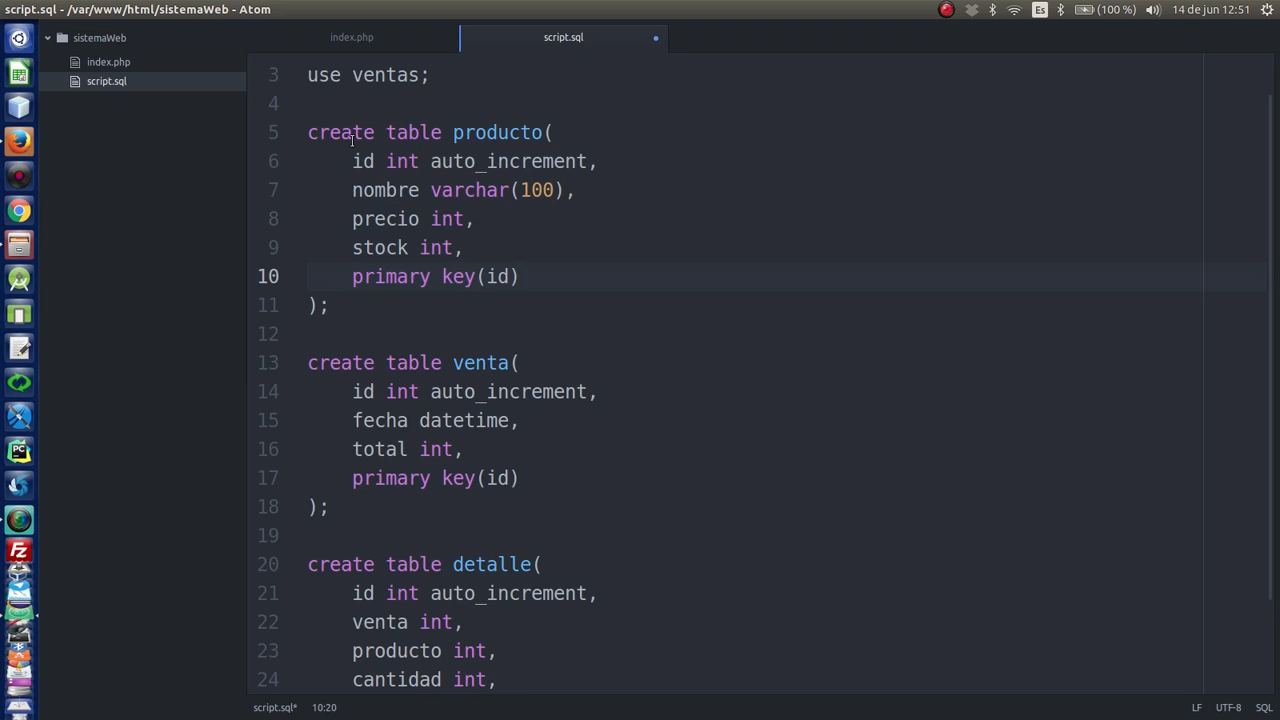 script.sql - /var/www/html/sistemaWeb - Atom
Es
(100 %)
14 de jun 12:51
sistemaWeb
index.php
script.sql
index.php
script.sql
3 use ventas;
4
5 create table producto(
6 id int auto_increment,
7 nombre varchar(100),
8 precio int,
9 stock int,
10 primary key(id)
11 );
12
13 create table venta(
14 id int auto_increment,
15 fecha datetime,
16 total int,
17 primary key(id)
18 );
19
20 create table detalle(
21 id int auto_increment,
22 venta int,
23 producto int,
24 cantidad int,
script.sql* 10:20
LF UTF-8 SQL
PC
Fz